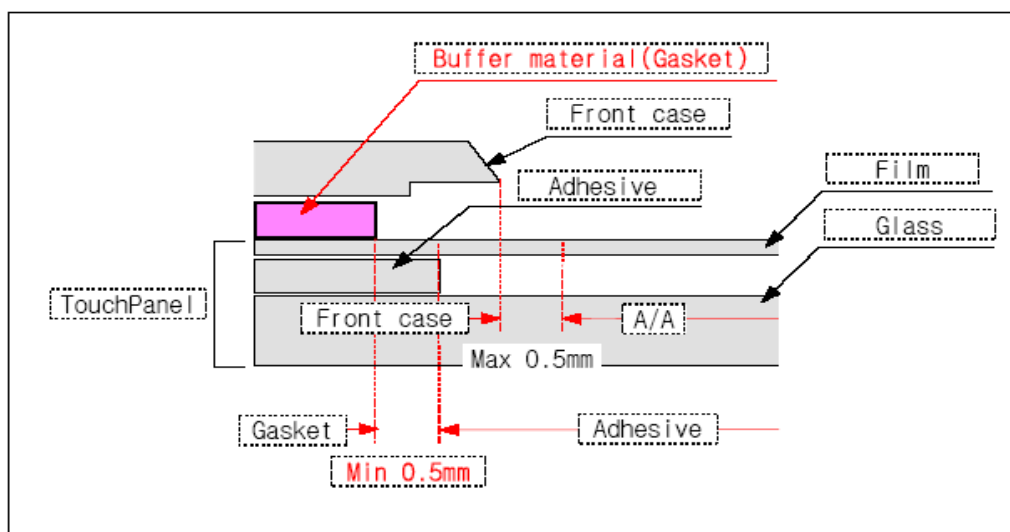 Buffer material(Gasket)
Front case
Adhesive
Film
Glass
TouchPanel
Front case
A/A
Max 0.5mm
Gasket
Adhesive
Min 0.5mm